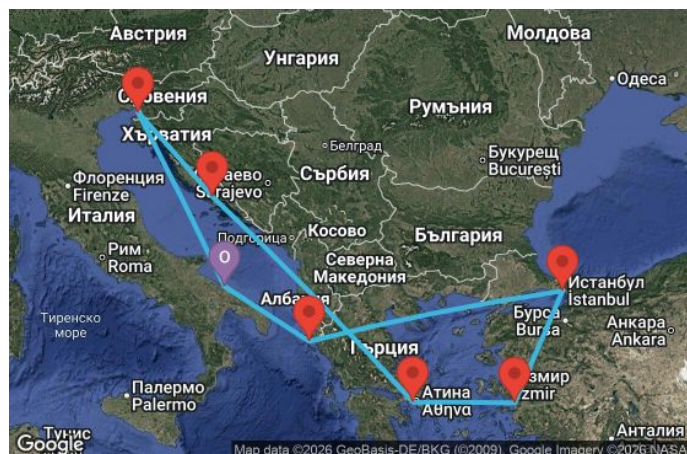 Австрия
Молдова
Унгария
Одеса
Словения
Румъния
Хърватия
Белград
Букурещ
București
Флоренция
Firenze
Sarajevo
Сърбия
Италия
Косово
Подгорица
България
Рим
Roma
Северна
Македония
Истанбул
İstanbul
Албания
Тиренско
море
Бурса
Bursa
Анкара
Ankara
Гърция
Палермо
Palermo
Атина
Αθήνα
Измир
İzmir
Тунис
Анталия
Google
Map data ©2026 GeoBasis-DE/BKG (©2009), Google Imagery ©2026 NASA